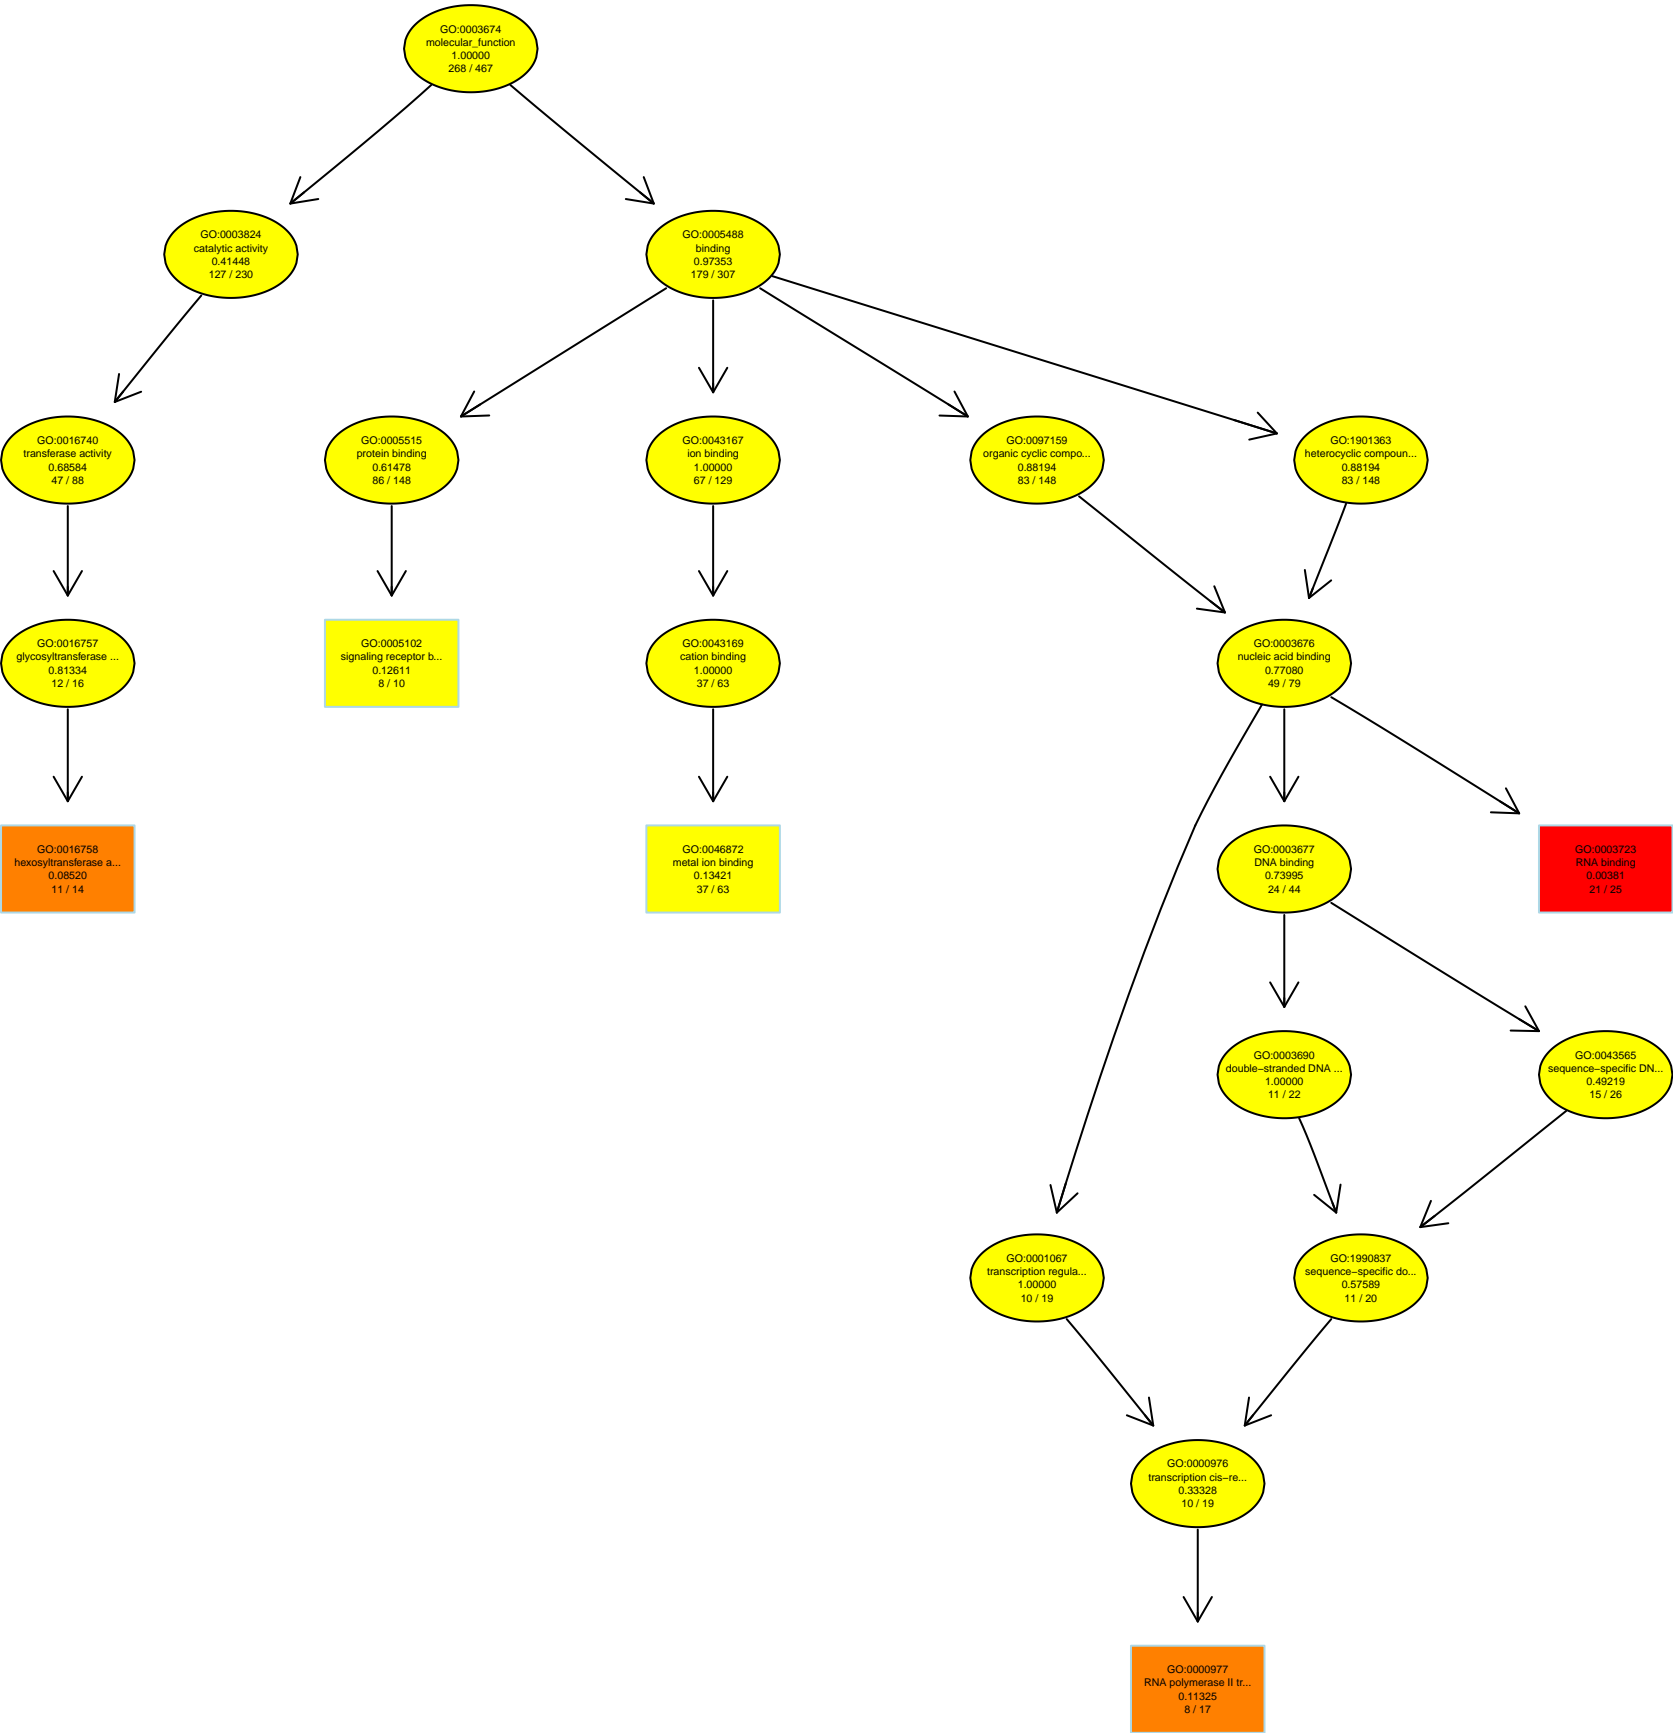 GO:0003674
molecular_function
1.00000
268 / 467
GO:0003824
catalytic activity
0.41448
127 / 230
GO:0005488
binding
0.97353
179 / 307
GO:0016740
transferase activity
0.68584
47 / 88
GO:0005515
protein binding
0.61478
86 / 148
GO:0043167
ion binding
1.00000
67 / 129
GO:0097159
organic cyclic compo...
0.88194
83 / 148
GO:1901363
heterocyclic compoun...
0.88194
83 / 148
GO:0016757
glycosyltransferase ...
0.81334
12 / 16
GO:0005102
signaling receptor b...
0.12611
8 / 10
GO:0043169
cation binding
1.00000
37 / 63
GO:0003676
nucleic acid binding
0.77080
49 / 79
GO:0016758
hexosyltransferase a...
0.08520
11 / 14
GO:0046872
metal ion binding
0.13421
37 / 63
GO:0003677
DNA binding
0.73995
24 / 44
GO:0003723
RNA binding
0.00381
21 / 25
GO:0003690
double−stranded DNA ...
1.00000
11 / 22
GO:0043565
sequence−specific DN...
0.49219
15 / 26
GO:0001067
transcription regula...
1.00000
10 / 19
GO:1990837
sequence−specific do...
0.57589
11 / 20
GO:0000976
transcription cis−re...
0.33328
10 / 19
GO:0000977
RNA polymerase II tr...
0.11325
8 / 17